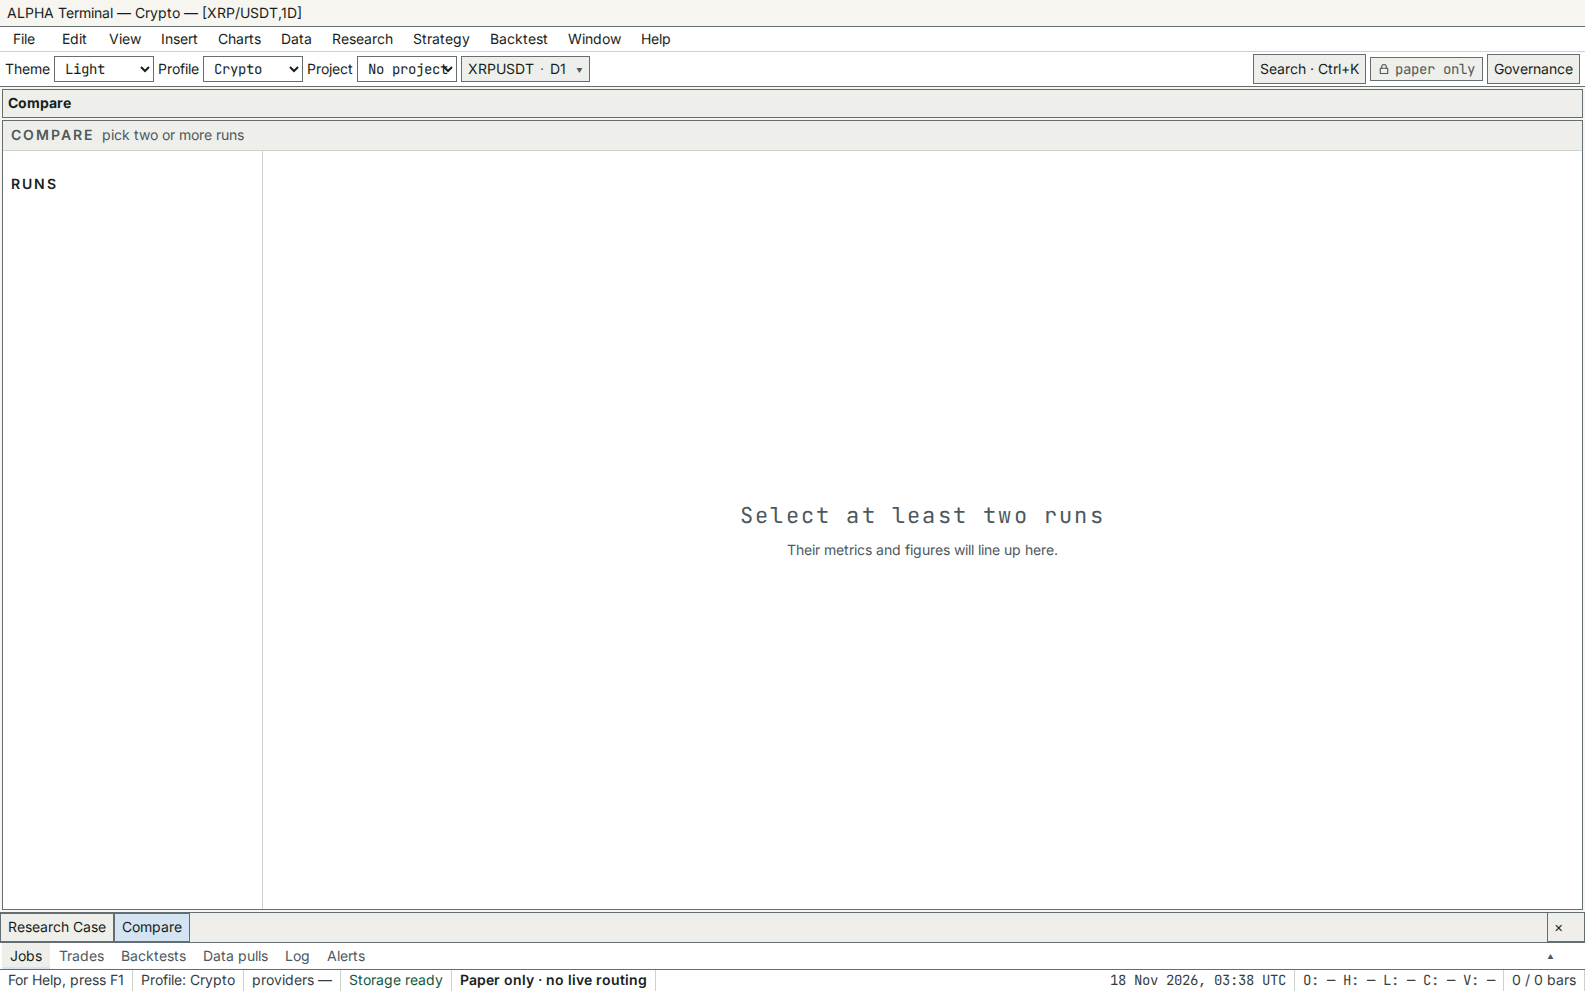 ALPHA Terminal — Crypto — [XRP/USDT,1D]
File Edit View Insert Charts Data Research Strategy Backtest Window Help
Theme Light Profile Crypto Project No project XRPUSDT · D1 ▾ Search · Ctrl+K paper only Governance
Compare
COMPARE pick two or more runs
RUNS
Select at least two runs
Their metrics and figures will line up here.
Research Case Compare ×
Jobs Trades Backtests Data pulls Log Alerts ▴
For Help, press F1 Profile: Crypto providers — Storage ready Paper only · no live routing 18 Nov 2026, 03:38 UTC O: — H: — L: — C: — V: — 0 / 0 bars